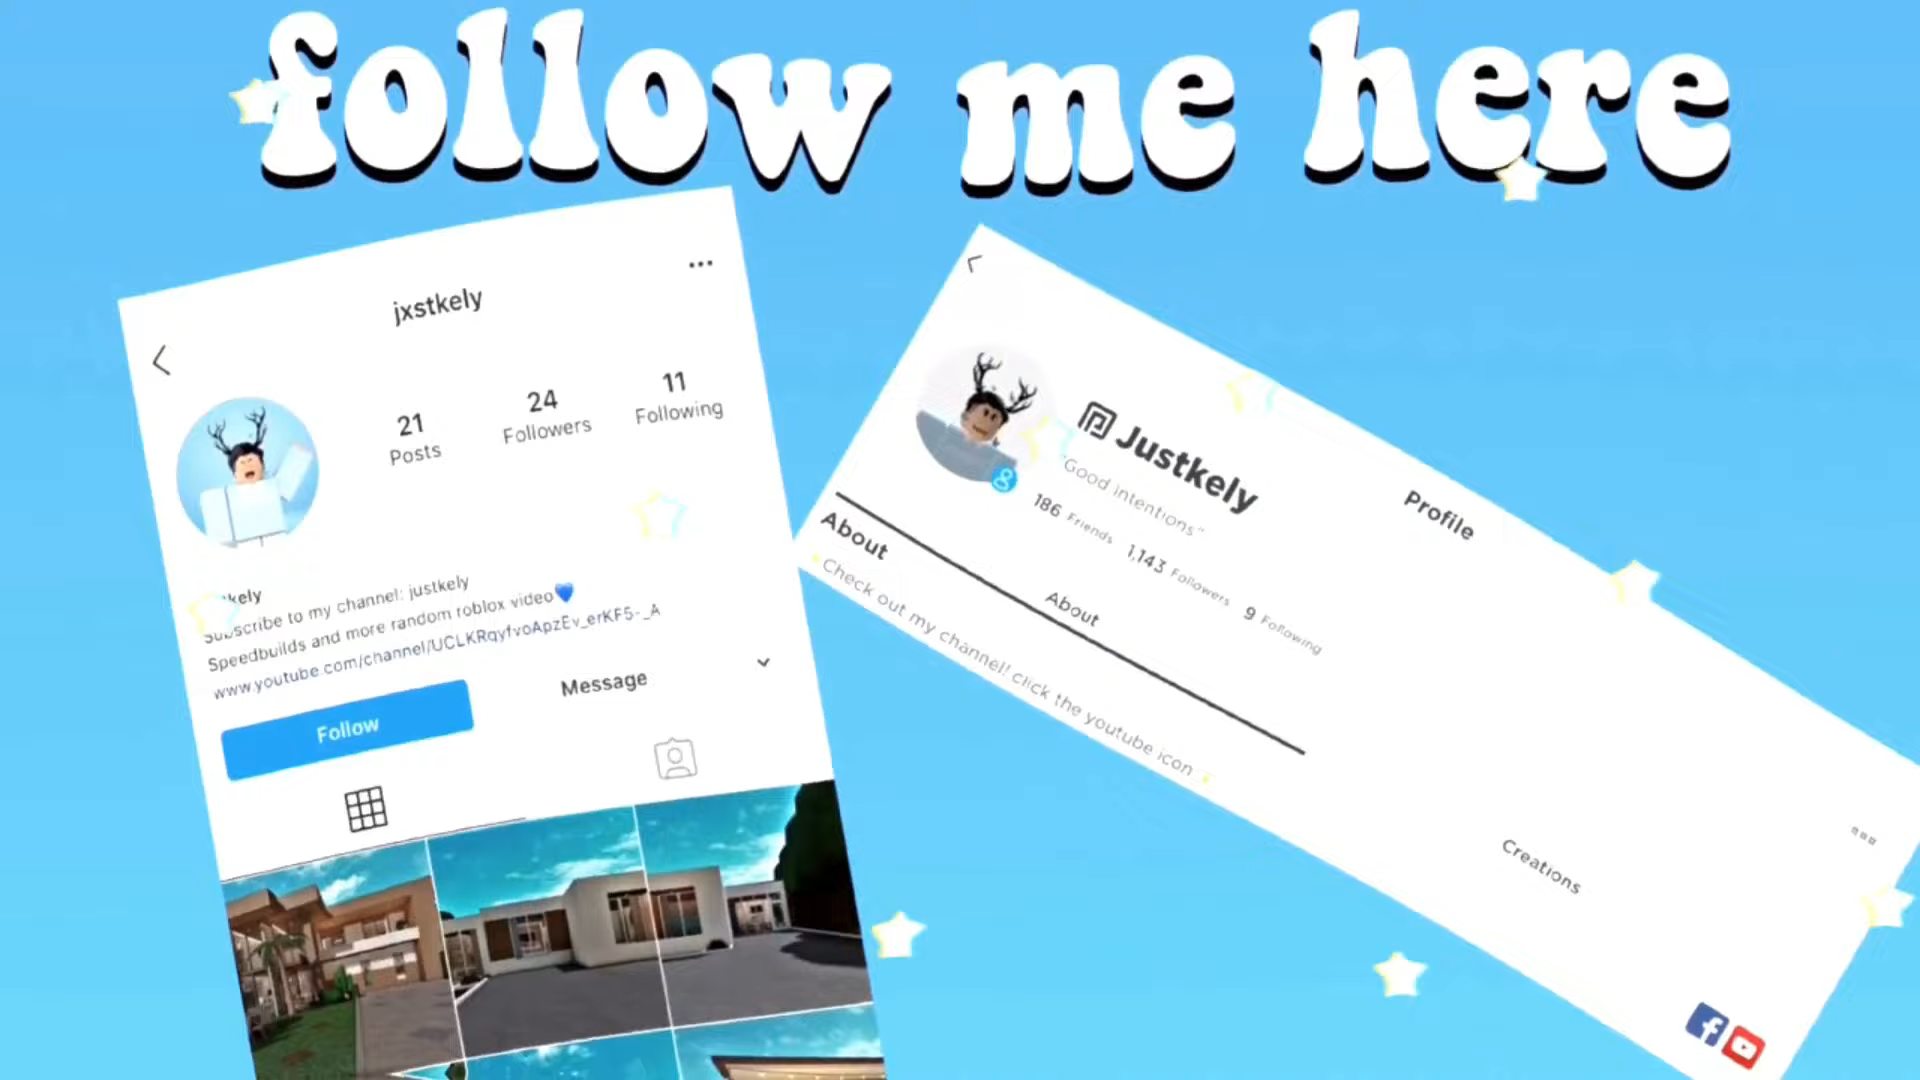 follow me here
jxstkely
21 24 11
Posts Followers Following
kely
Subscribe to my channel: justkely
Speedbuilds and more random roblox video💙
www.youtube.com/channel/UCLKRqyfvoApzEv_erKF5-_A
Follow Message
Justkely
"Good intentions"
186 Friends 1,143 Followers 9 Following
Profile
About
About
Check out my channel! click the youtube icon
Creations